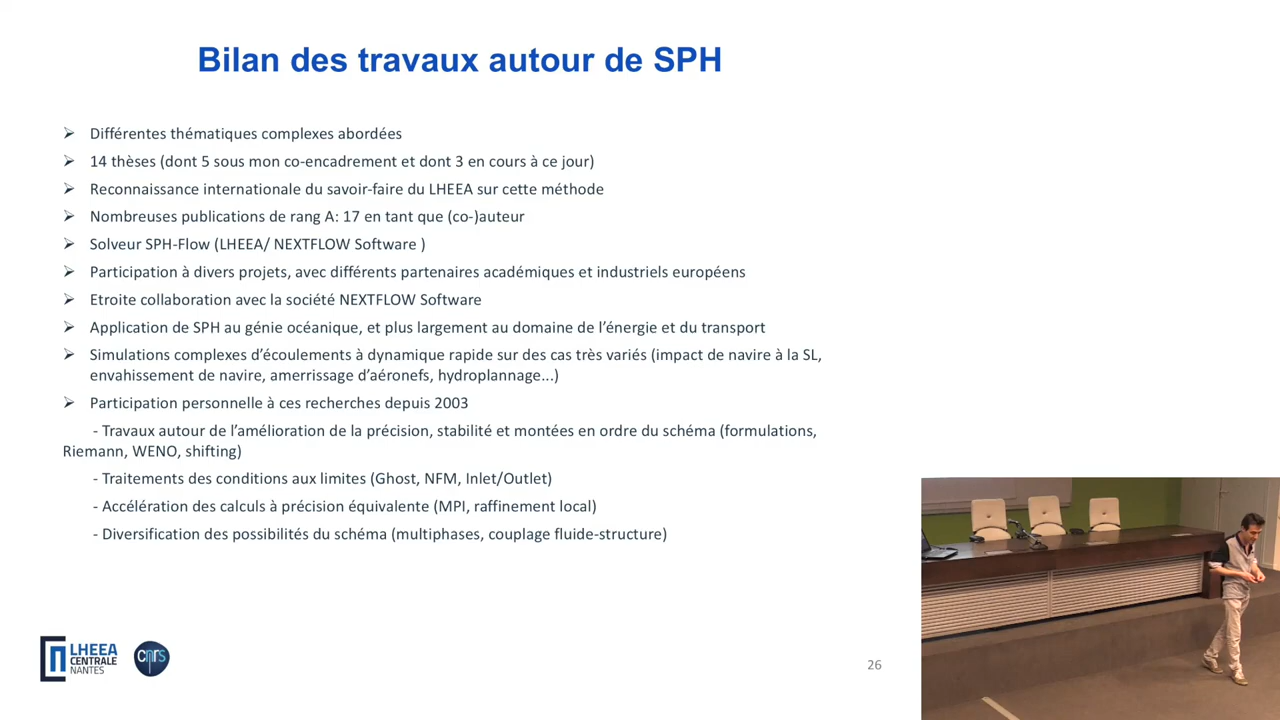 Bilan des travaux autour de SPH
➢ Différentes thématiques complexes abordées
➢ 14 thèses (dont 5 sous mon co-encadrement et dont 3 en cours à ce jour)
➢ Reconnaissance internationale du savoir-faire du LHEEA sur cette méthode
➢ Nombreuses publications de rang A: 17 en tant que (co-)auteur
➢ Solveur SPH-Flow (LHEEA/ NEXTFLOW Software )
➢ Participation à divers projets, avec différents partenaires académiques et industriels européens
➢ Etroite collaboration avec la société NEXTFLOW Software
➢ Application de SPH au génie océanique, et plus largement au domaine de l’énergie et du transport
➢ Simulations complexes d’écoulements à dynamique rapide sur des cas très variés (impact de navire à la SL,
envahissement de navire, amerrissage d’aéronefs, hydroplannage...)
➢ Participation personnelle à ces recherches depuis 2003
- Travaux autour de l’amélioration de la précision, stabilité et montées en ordre du schéma (formulations,
Riemann, WENO, shifting)
- Traitements des conditions aux limites (Ghost, NFM, Inlet/Outlet)
- Accélération des calculs à précision équivalente (MPI, raffinement local)
- Diversification des possibilités du schéma (multiphases, couplage fluide-structure)
LHEEA
CENTRALE
NANTES
cnrs
26